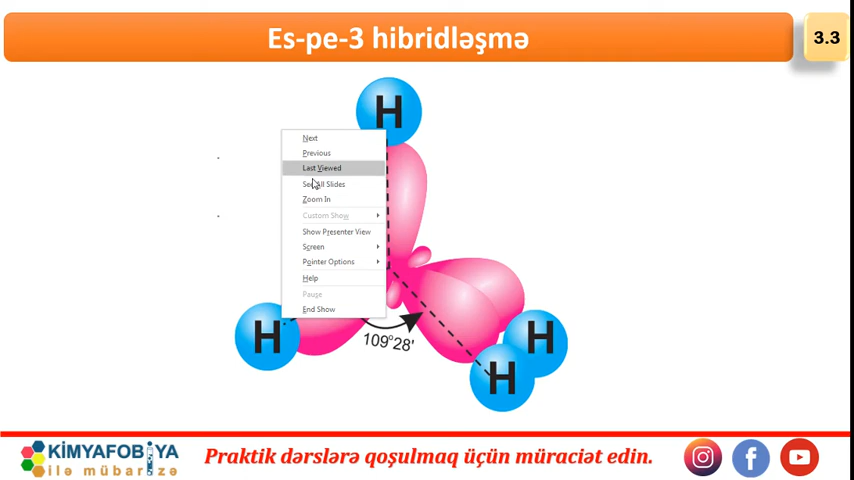 Es-pe-3 hibridləşmə
3.3
H
Next
Previous
Last Viewed
See All Slides
Zoom In
Custom Show
Show Presenter View
Screen
Pointer Options
Help
Pause
End Show
H
H
H
109°28'
KİMYAFOBİYA
ilə mübarizə
Praktik dərslərə qoşulmaq üçün müraciət edin.